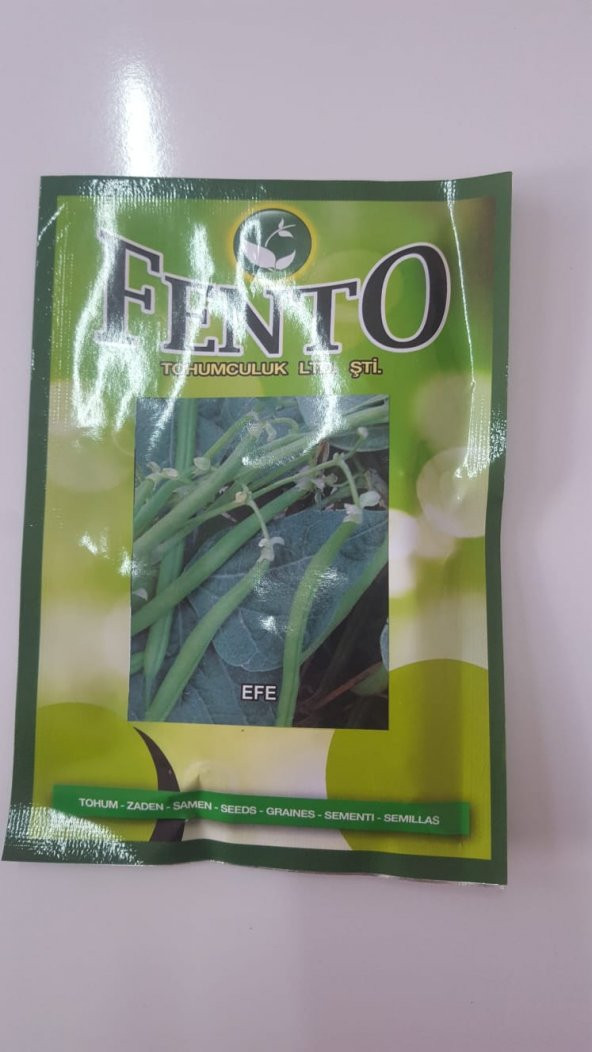 FENTO
TOHUMCULUK LTD. ŞTİ.
EFE
TOHUM - ZADEN - SAMEN - SEEDS - GRAINES - SEMENTI - SEMILLAS